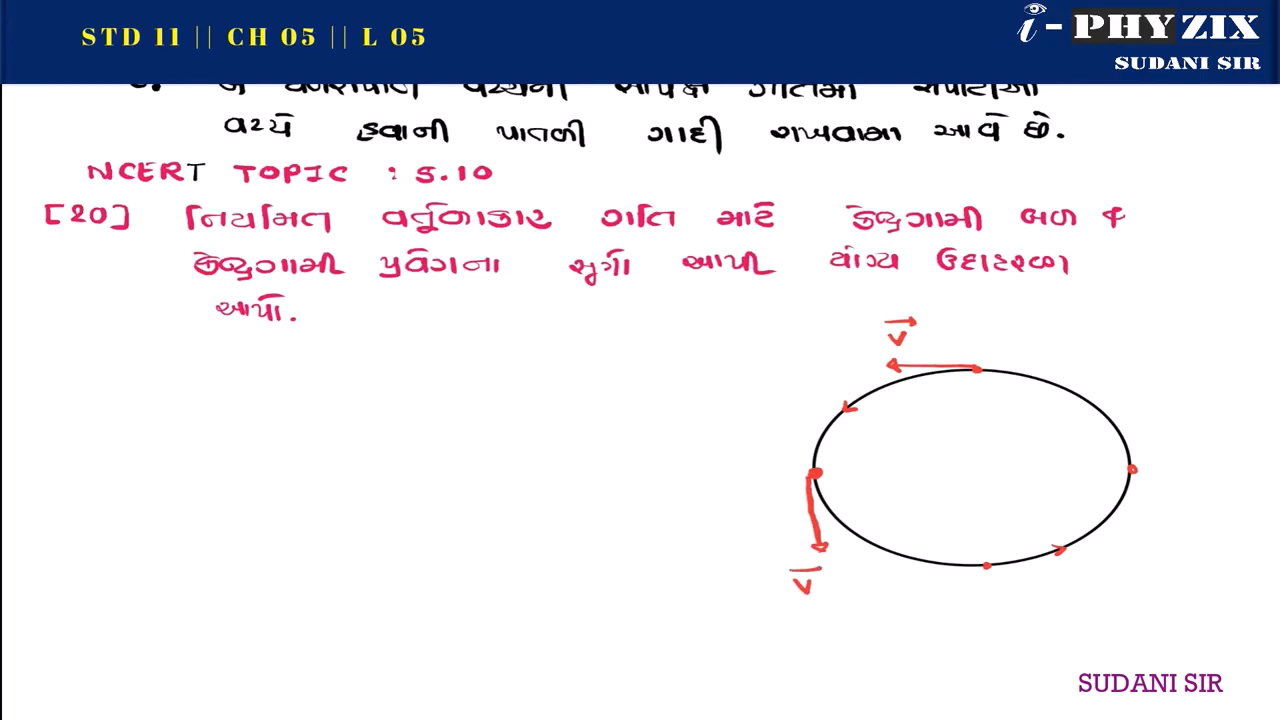 STD 11 || CH 05 || L 05
i - PHYZIX
SUDANI SIR
વચ્ચે હવાની પાતળી ગાદી રાખવામાં આવે છે.
NCERT TOPIC : 5.10
[20] નિયમિત વર્તુળાકાર ગતિ માટે કેન્દ્રગામી બળ &
કેન્દ્રગામી પ્રવેગના સૂત્રો આપી યોગ્ય ઉદાહરણો
આપો.
v
v
SUDANI SIR